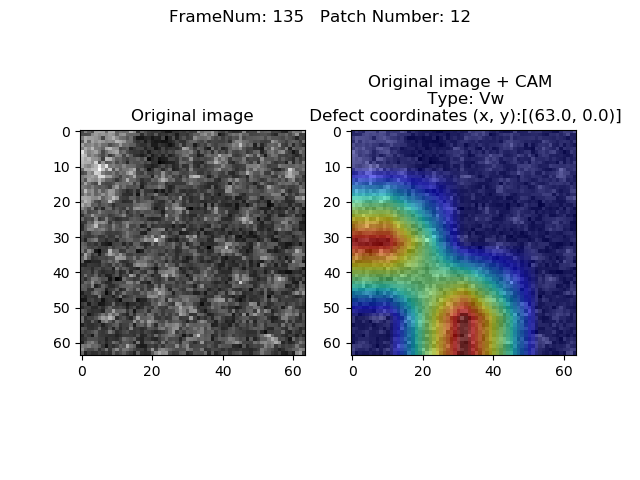 FrameNum: 135   Patch Number: 12
Original image
Original image + CAM
Type: Vw
Defect coordinates (x, y):[(63.0, 0.0)]
0
10
20
30
40
50
60
0 20 40 60
0
10
20
30
40
50
60
0 20 40 60